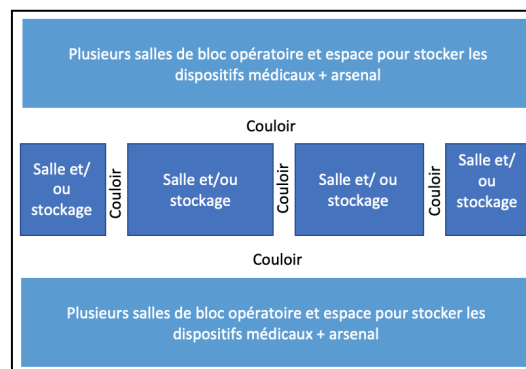 Plusieurs salles de bloc opératoire et espace pour stocker les
dispositifs médicaux + arsenal
Couloir
Salle et/
ou
stockage
Couloir
Salle et/ou
stockage
Couloir
Salle et/ ou
stockage
Couloir
Salle et/
ou
stockage
Couloir
Plusieurs salles de bloc opératoire et espace pour stocker les
dispositifs médicaux + arsenal